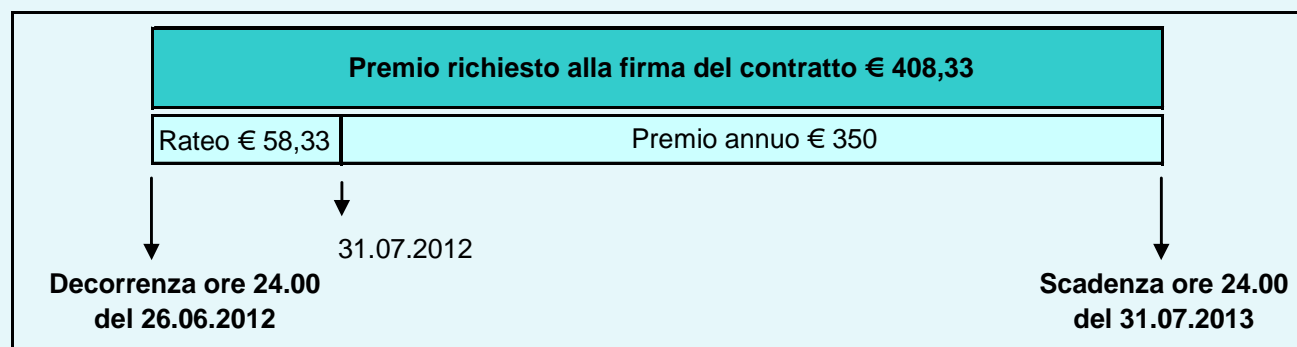 Premio richiesto alla firma del contratto € 408,33
Rateo € 58,33
Premio annuo € 350
31.07.2012
Decorrenza ore 24.00
del 26.06.2012
Scadenza ore 24.00
del 31.07.2013